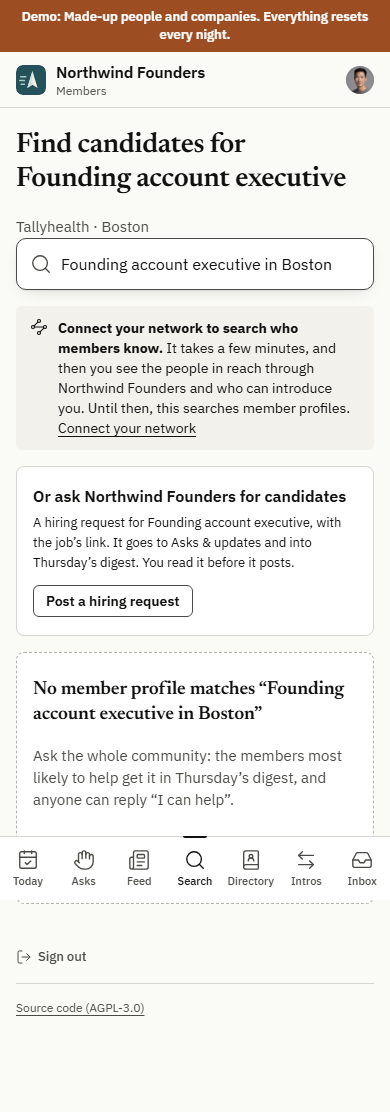 Demo: Made-up people and companies. Everything resets
every night.
Northwind Founders
Members
Find candidates for
Founding account executive
Tallyhealth · Boston
Founding account executive in Boston
Connect your network to search who
members know. It takes a few minutes, and
then you see the people in reach through
Northwind Founders and who can introduce
you. Until then, this searches member profiles.
Connect your network
Or ask Northwind Founders for candidates
A hiring request for Founding account executive, with
the job’s link. It goes to Asks & updates and into
Thursday’s digest. You read it before it posts.
Post a hiring request
No member profile matches “Founding
account executive in Boston”
Ask the whole community: the members most
likely to help get it in Thursday’s digest, and
anyone can reply “I can help”.
Today Asks Feed Search Directory Intros Inbox
Sign out
Source code (AGPL-3.0)